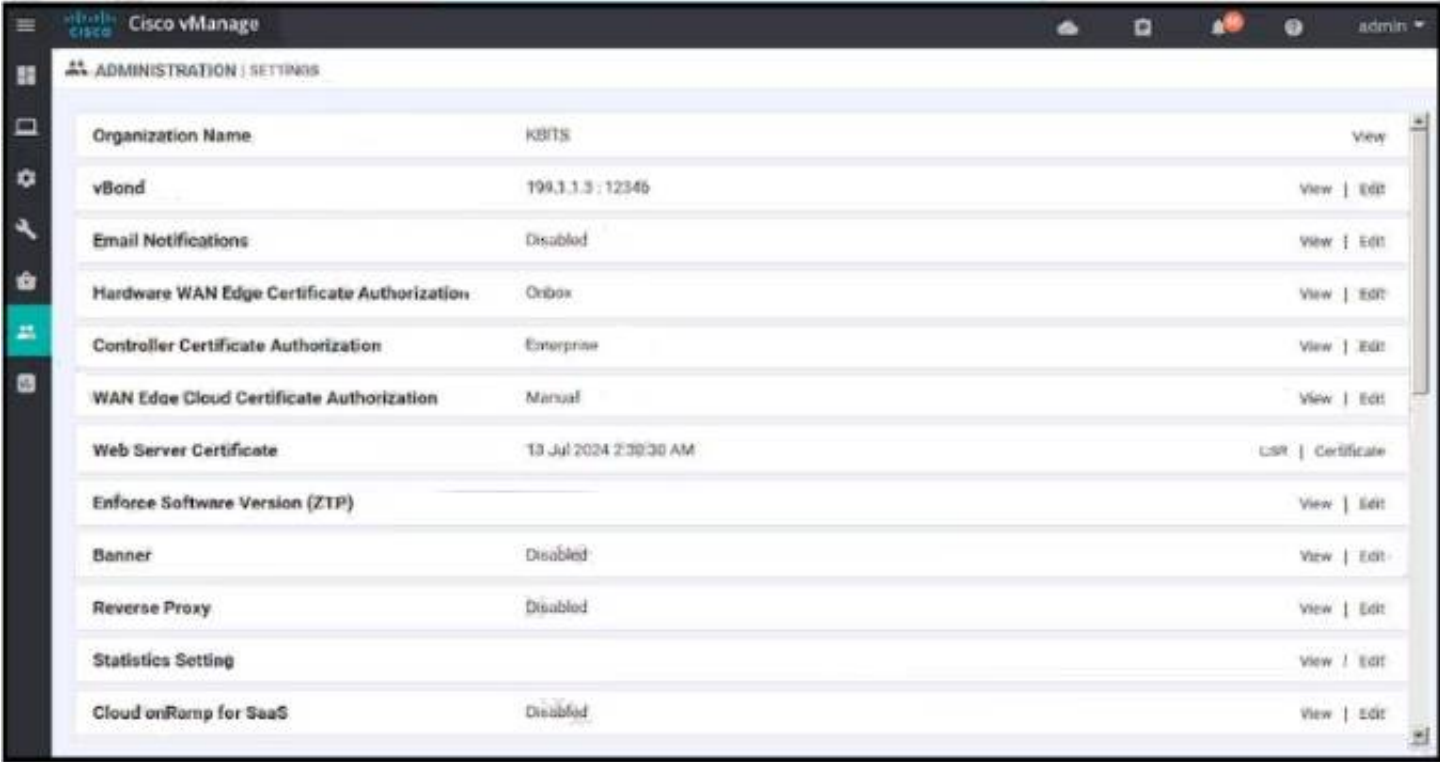 CISCO Cisco vManage admin
ADMINISTRATION | SETTINGS
Organization Name KBITS View
vBond 199.1.1.3 : 12346 View | Edit
Email Notifications Disabled View | Edit
Hardware WAN Edge Certificate Authorization Onbox View | Edit
Controller Certificate Authorization Enterprise View | Edit
WAN Edge Cloud Certificate Authorization Manual View | Edit
Web Server Certificate 13 Jul 2024 AM CSR | Certificate
Enforce Software Version (ZTP) View | Edit
Banner Disabled View | Edit
Reverse Proxy Disabled View | Edit
Statistics Setting View | Edit
Cloud onRamp for SaaS Disabled View | Edit